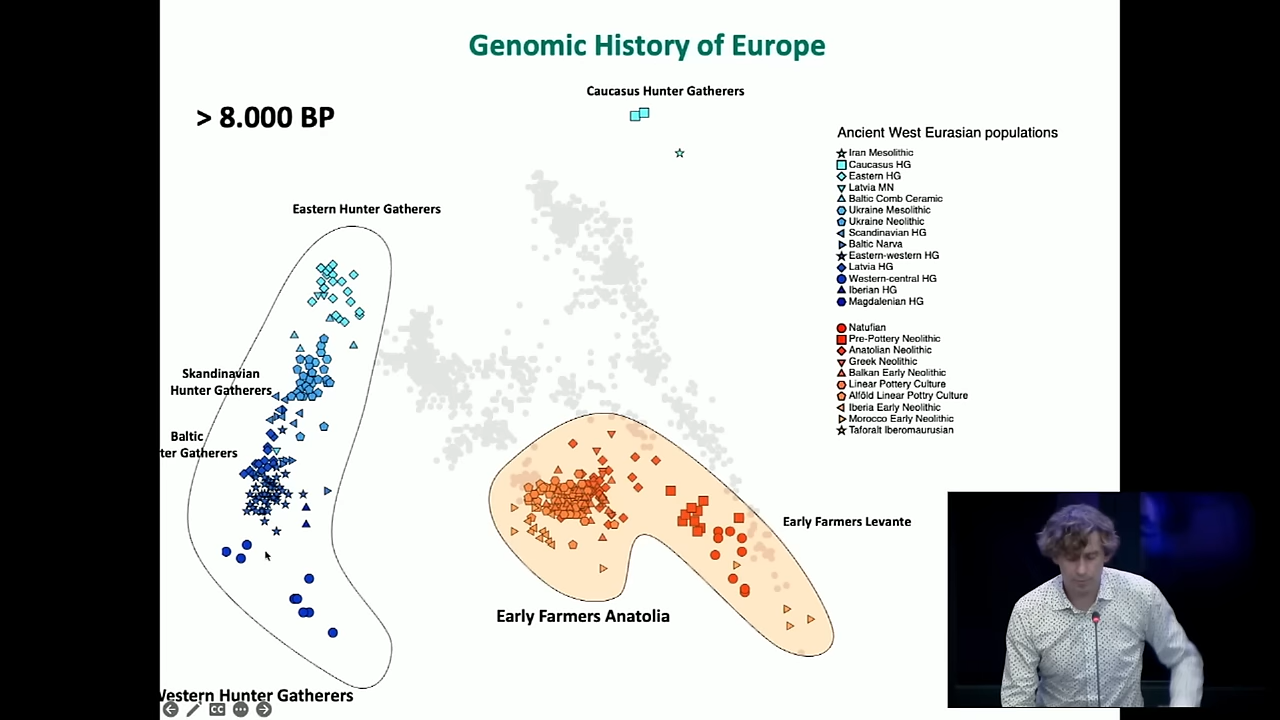 Genomic History of Europe
Caucasus Hunter Gatherers
> 8.000 BP
Ancient West Eurasian populations
Iran Mesolithic
Caucasus HG
Eastern HG
Latvia MN
Baltic Comb Ceramic
Ukraine Mesolithic
Ukraine Neolithic
Scandinavian HG
Baltic Narva
Eastern-western HG
Latvia HG
Western-central HG
Iberian HG
Magdalenian HG
Natufian
Pre-Pottery Neolithic
Anatolian Neolithic
Greek Neolithic
Balkan Early Neolithic
Linear Pottery Culture
Alföld Linear Pottry Culture
Iberia Early Neolithic
Morocco Early Neolithic
Taforalt Iberomaurusian
Eastern Hunter Gatherers
Skandinavian
Hunter Gatherers
Baltic
ter Gatherers
Early Farmers Levante
Early Farmers Anatolia
Western Hunter Gatherers
CC